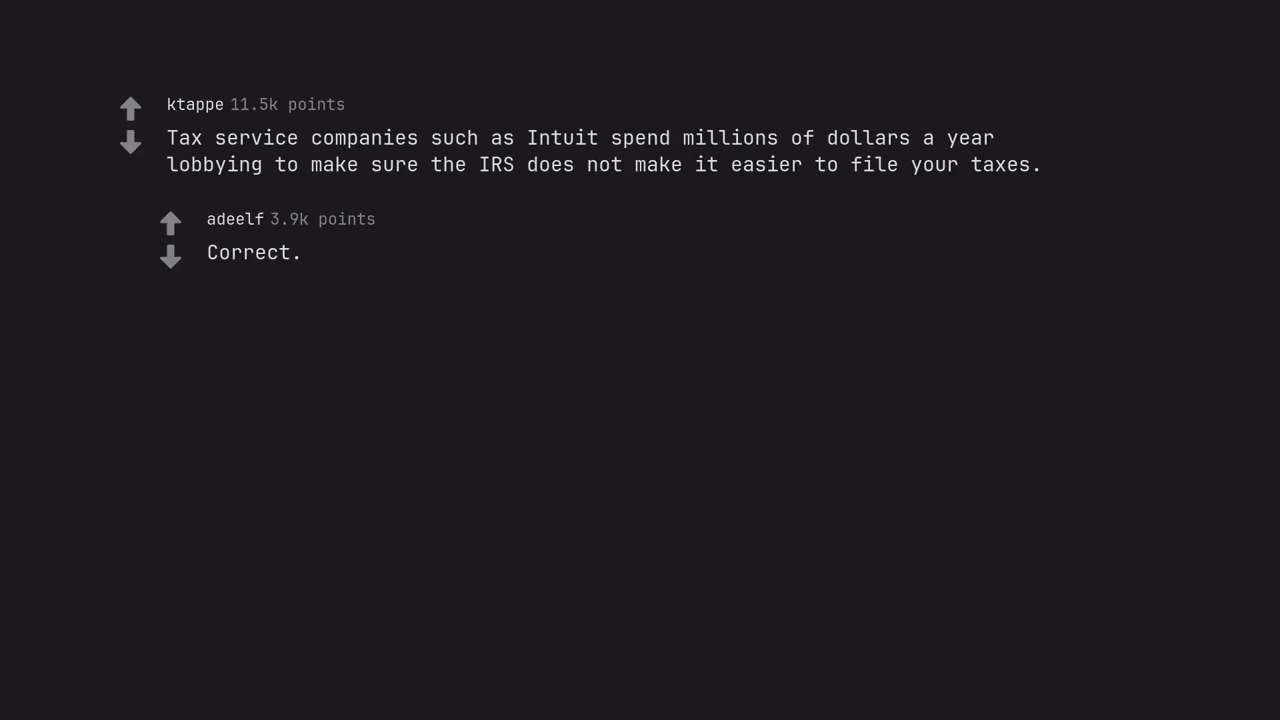 ktappe 11.5k points
Tax service companies such as Intuit spend millions of dollars a year
lobbying to make sure the IRS does not make it easier to file your taxes.
adeelf 3.9k points
Correct.